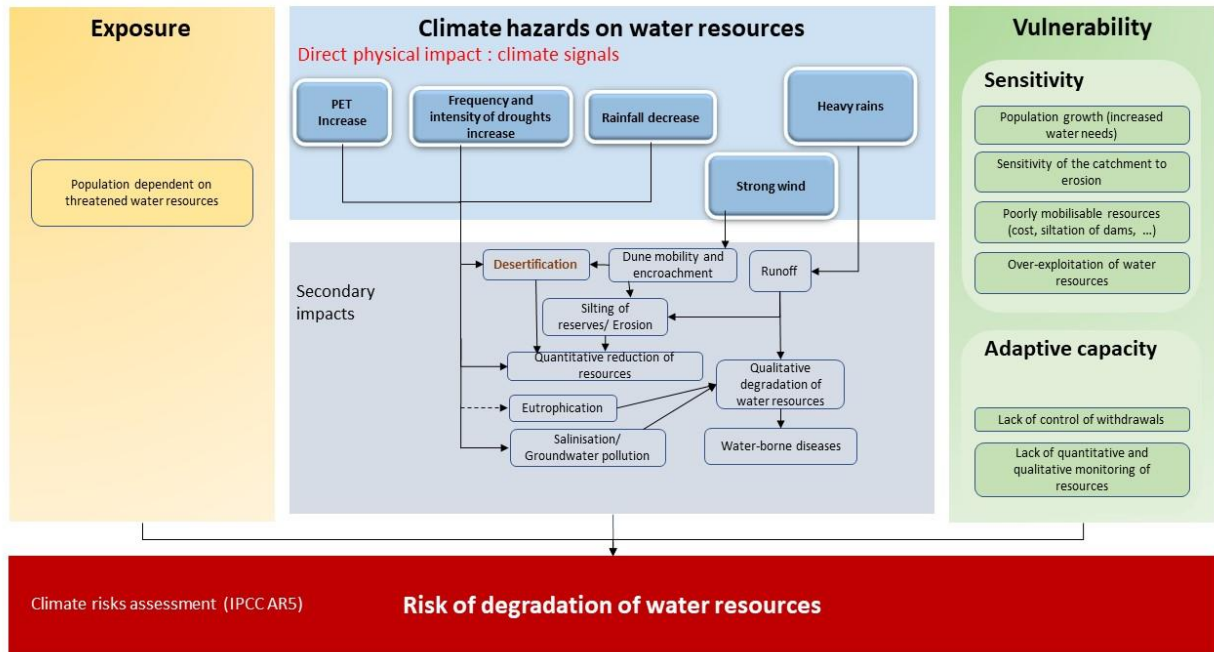 Exposure
Population dependent on
threatened water resources
Climate hazards on water resources
Direct physical impact : climate signals
PET
Increase
Frequency and
intensity of droughts
increase
Rainfall decrease
Heavy rains
Strong wind
Secondary
impacts
Desertification
Dune mobility and
encroachment
Runoff
Silting of
reserves/ Erosion
Quantitative reduction of
resources
Qualitative
degradation of
water resources
Eutrophication
Salinisation/
Groundwater pollution
Water-borne diseases
Vulnerability
Sensitivity
Population growth (increased
water needs)
Sensitivity of the catchment to
erosion
Poorly mobilisable resources
(cost, siltation of dams, ...)
Over-exploitation of water
resources
Adaptive capacity
Lack of control of withdrawals
Lack of quantitative and
qualitative monitoring of
resources
Climate risks assessment (IPCC AR5)
Risk of degradation of water resources